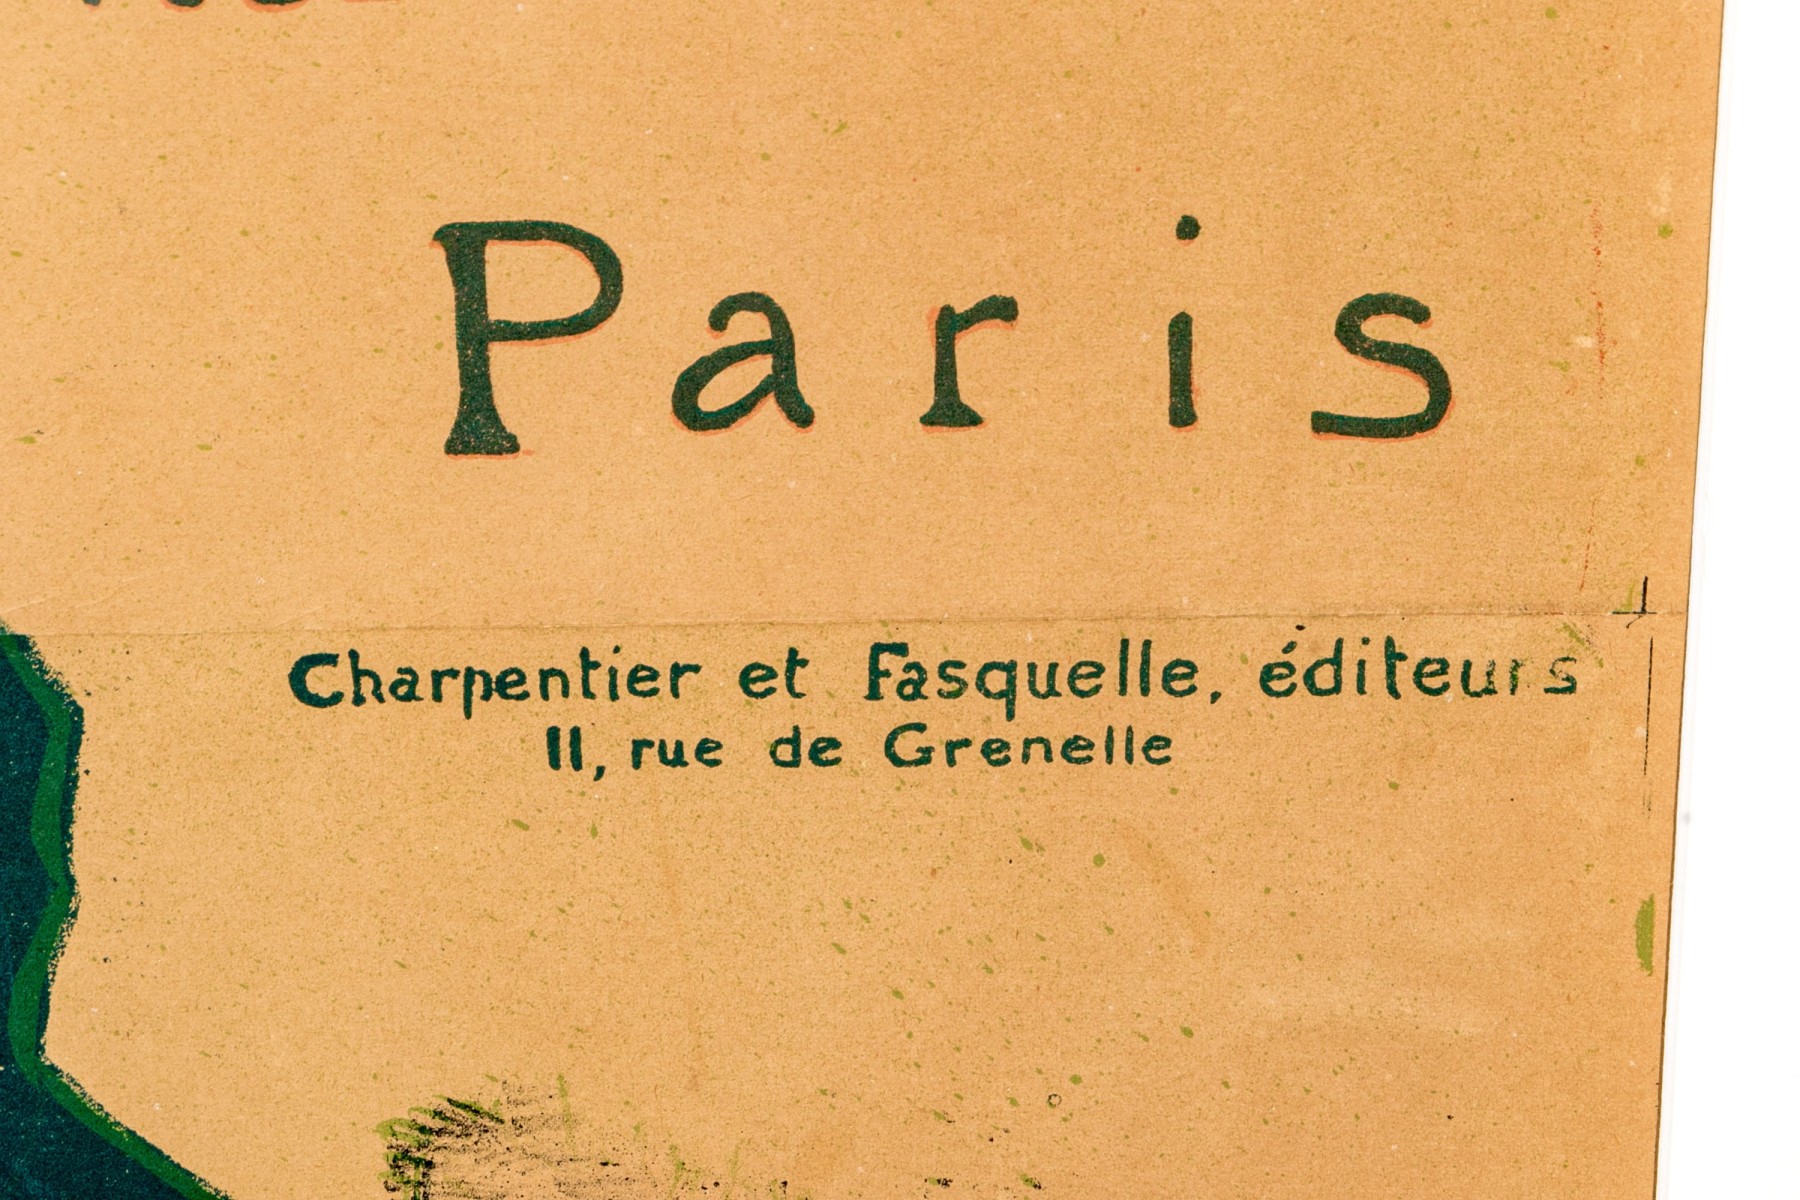 Paris
Charpentier et Fasquelle, éditeurs
11, rue de Grenelle